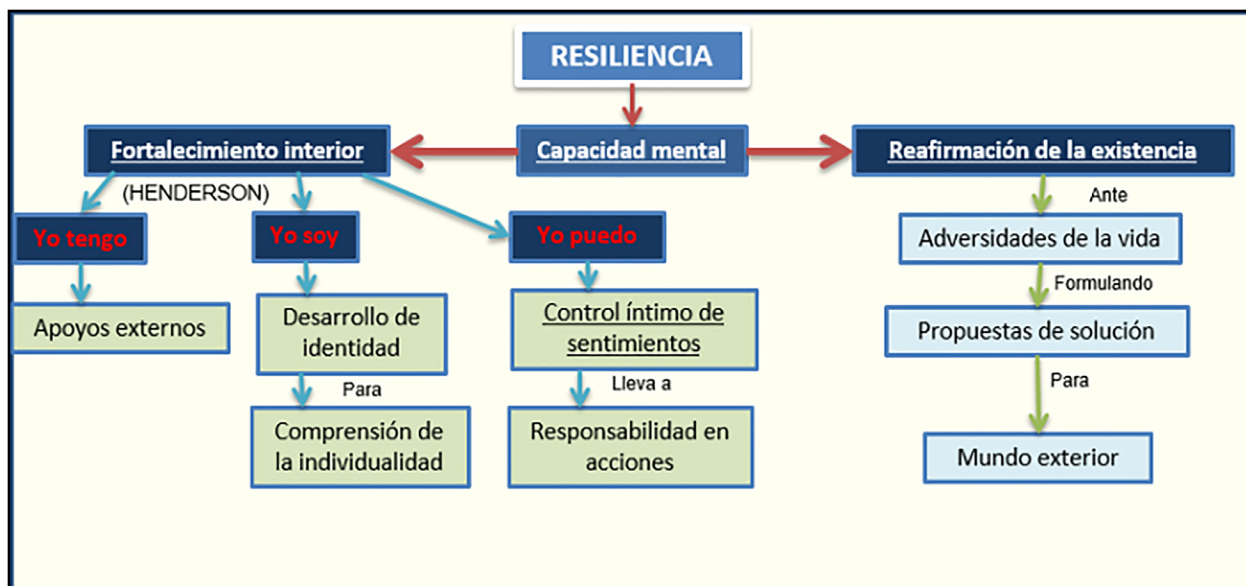 RESILIENCIA
Fortalecimiento interior
Capacidad mental
Reafirmación de la existencia
(HENDERSON)
Ante
Yo tengo
Yo soy
Yo puedo
Adversidades de la vida
Formulando
Apoyos externos
Desarrollo de
identidad
Control íntimo de
sentimientos
Propuestas de solución
Para
Lleva a
Para
Comprensión de
la individualidad
Responsabilidad en
acciones
Mundo exterior